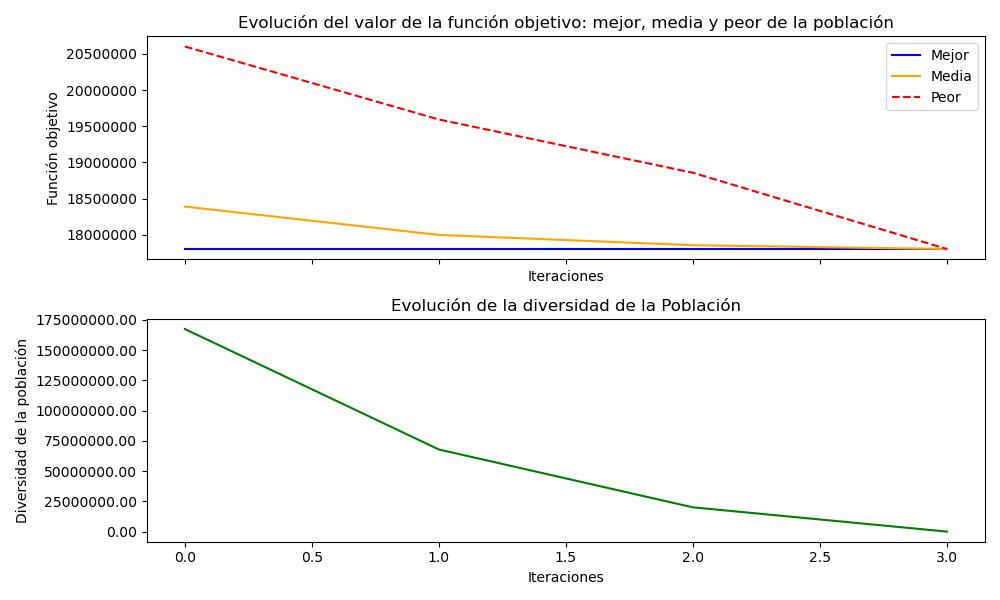 Evolución del valor de la función objetivo: mejor, media y peor de la población
Función objetivo
20500000
20000000
19500000
19000000
18500000
18000000
Mejor
Media
Peor
Iteraciones
Evolución de la diversidad de la Población
Diversidad de la población
175000000.00
150000000.00
125000000.00
100000000.00
75000000.00
50000000.00
25000000.00
0.00
0.0 0.5 1.0 1.5 2.0 2.5 3.0
Iteraciones